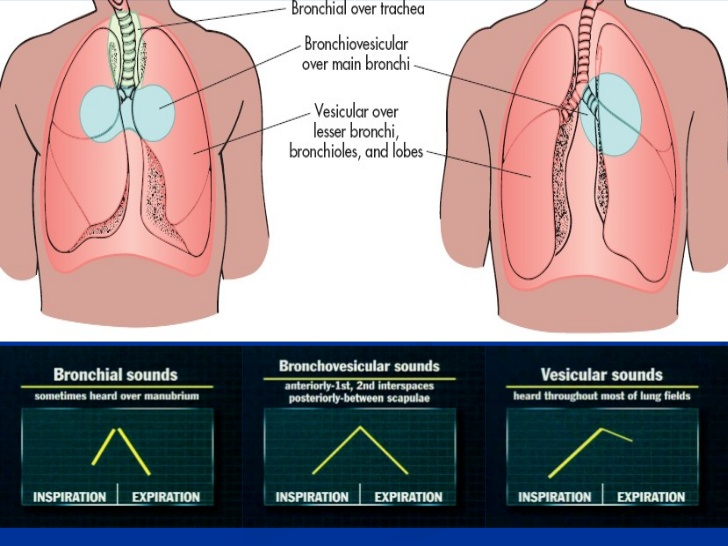 Bronchial over trachea
Bronchiovesicular
over main bronchi
Vesicular over
lesser bronchi,
bronchioles, and lobes
Bronchial sounds
sometimes heard over manubrium
INSPIRATION EXPIRATION
Bronchovesicular sounds
anteriorly-1st, 2nd interspaces
posteriorly-between scapulae
INSPIRATION EXPIRATION
Vesicular sounds
heard throughout most of lung fields
INSPIRATION EXPIRATION